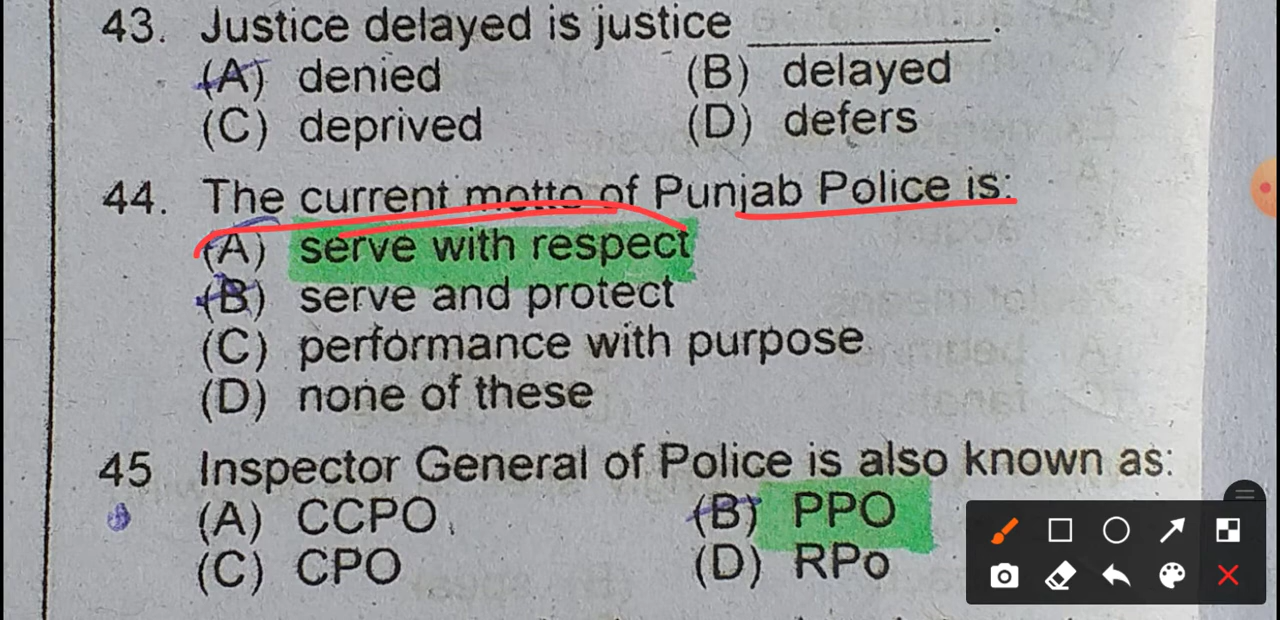 43. Justice delayed is justice __________.
(A) denied (B) delayed
(C) deprived (D) defers
44. The current motto of Punjab Police is:
(A) serve with respect
(B) serve and protect
(C) performance with purpose
(D) none of these
45 Inspector General of Police is also known as:
(A) CCPO (B) PPO
(C) CPO (D) RPo